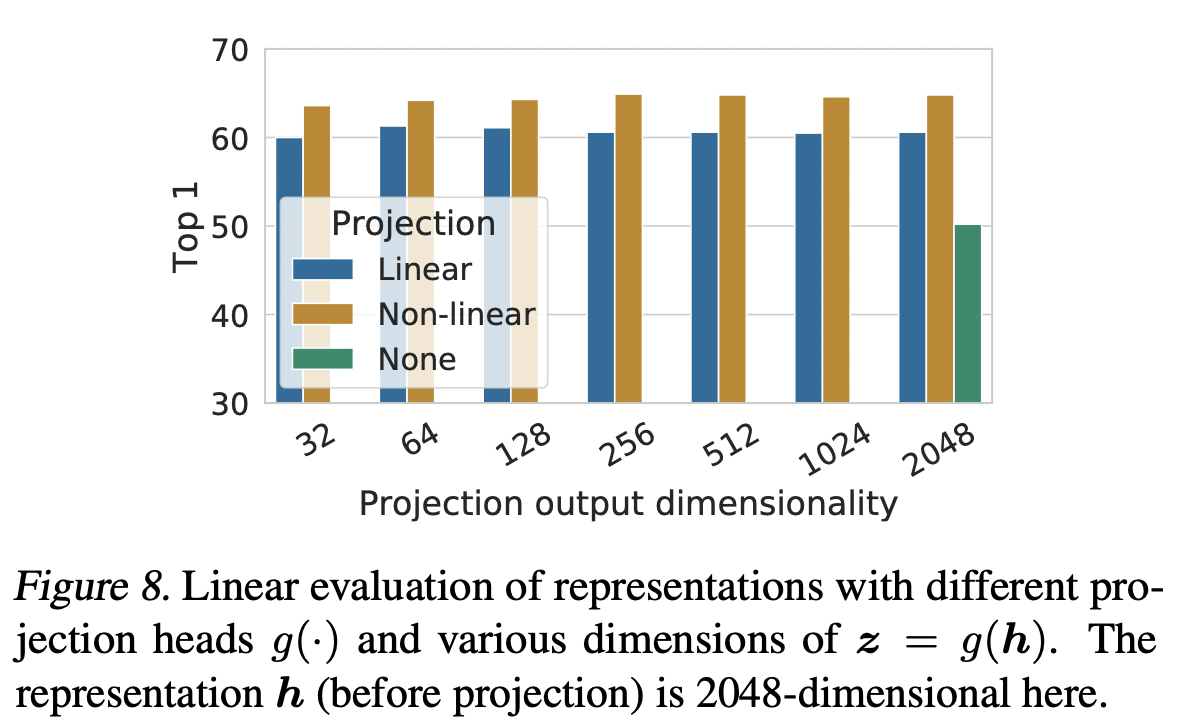 70
60
50
40
30
Top 1
Projection
Linear
Non-linear
None
32 64 128 256 512 1024 2048
Projection output dimensionality
Figure 8. Linear evaluation of representations with different pro-
jection heads g(·) and various dimensions of z = g(h). The
representation h (before projection) is 2048-dimensional here.